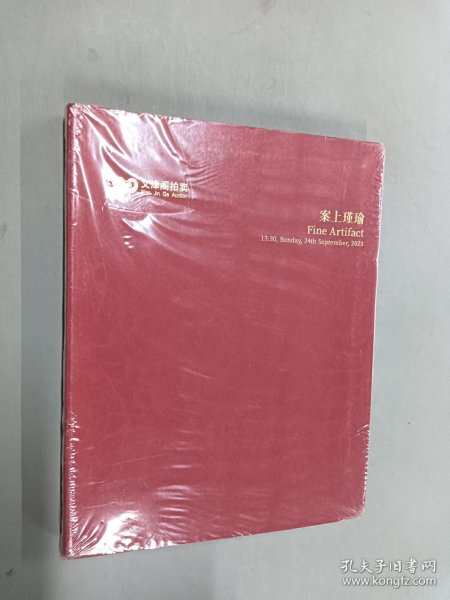 文津阁拍卖
Wen Jin Ge Auction
案上瑾瑜
Fine Artifact
13:30, Sunday, 24th September, 2023
孔夫子旧书网
www.kongfz.com